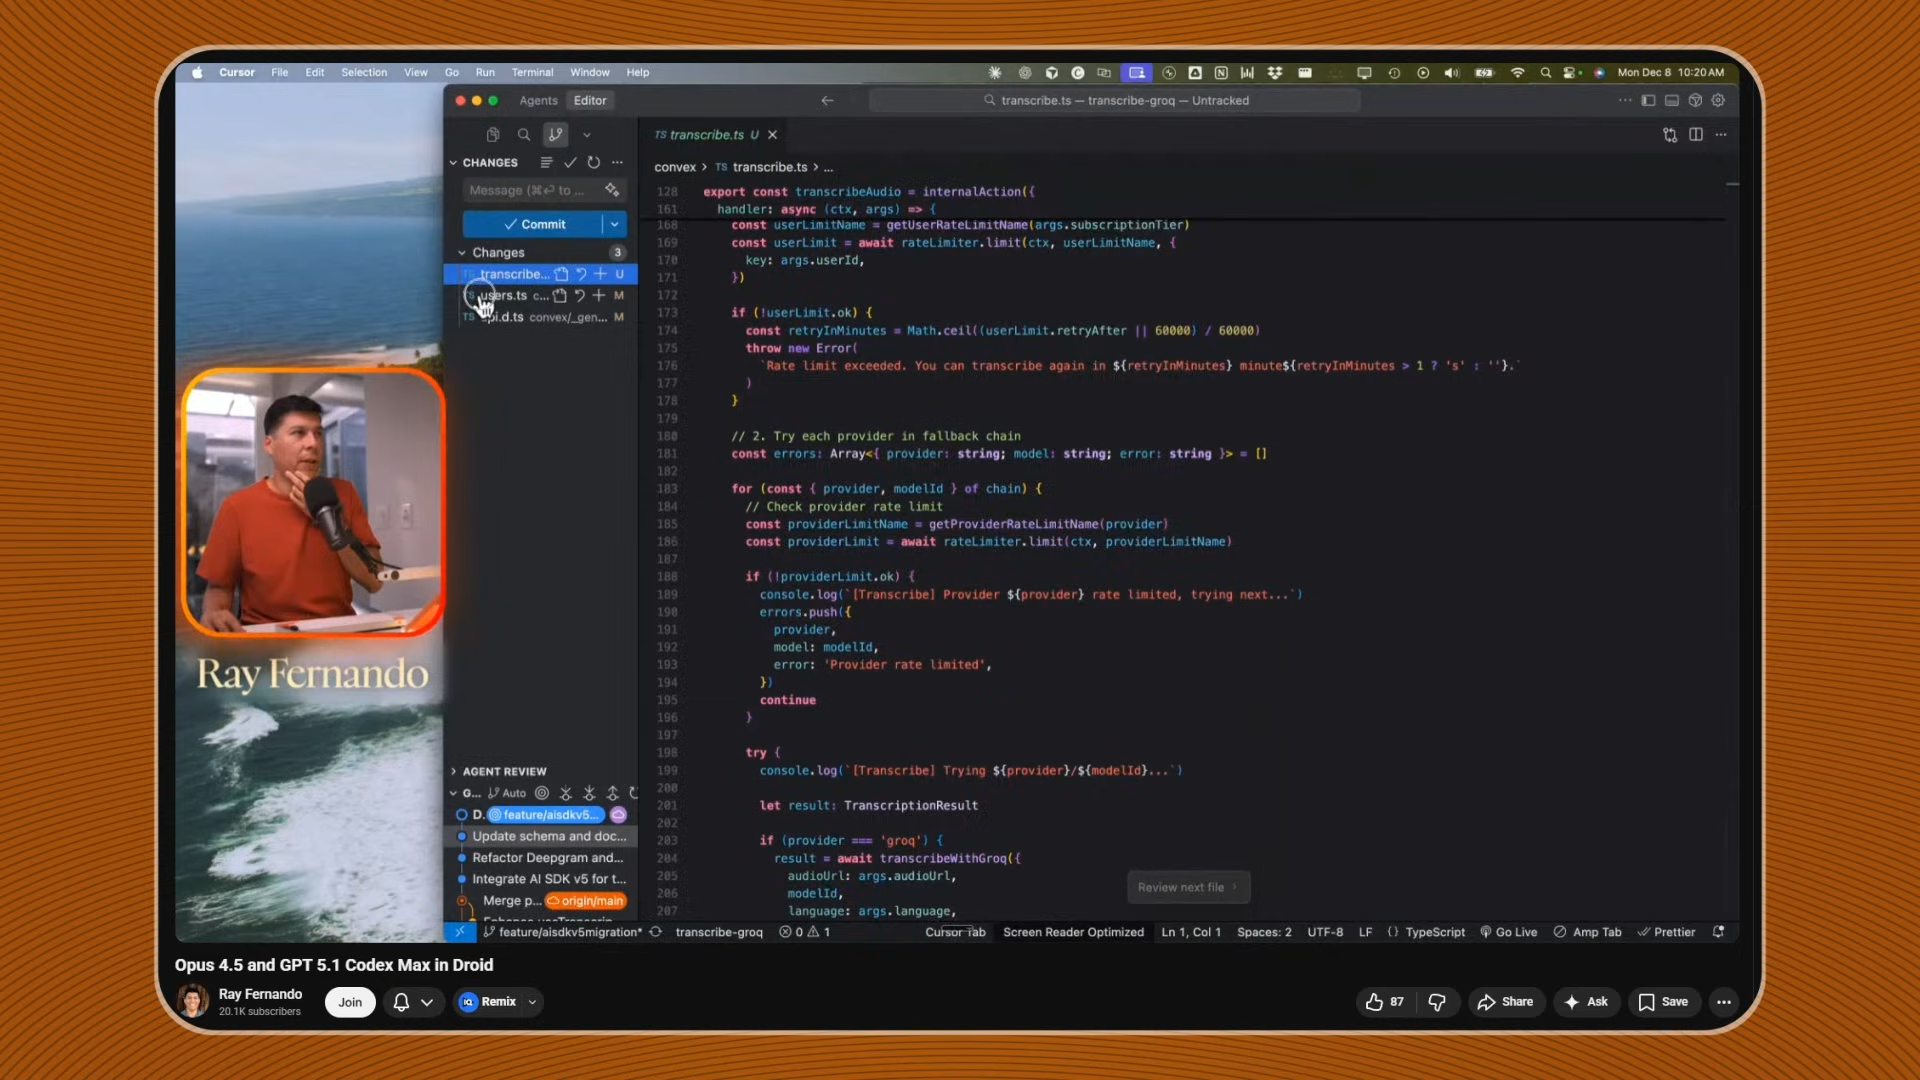 Cursor File Edit Selection View Go Run Terminal Window Help
Mon Dec 8 10:20 AM
Agents Editor
transcribe.ts — transcribe-groq — Untracked
CHANGES
Message (⌘⏎ to ...
Commit
Changes 3
transcribe... U
users.ts c... M
convex/_gen... M
TS transcribe.ts U
convex > TS transcribe.ts > ...
128 export const transcribeAudio = internalAction({
161 handler: async (ctx, args) => {
168 const userLimitName = getUserRateLimitName(args.subscriptionTier)
169 const userLimit = await rateLimiter.limit(ctx, userLimitName, {
170 key: args.userId,
171 })
172
173 if (!userLimit.ok) {
174 const retryInMinutes = Math.ceil((userLimit.retryAfter || 60000) / 60000)
175 throw new Error(
176 `Rate limit exceeded. You can transcribe again in ${retryInMinutes} minute${retryInMinutes > 1 ? 's' : ''}.`
177 )
178 }
179
180 // 2. Try each provider in fallback chain
181 const errors: Array<{ provider: string; model: string; error: string }> = []
182
183 for (const { provider, modelId } of chain) {
184 // Check provider rate limit
185 const providerLimitName = getProviderRateLimitName(provider)
186 const providerLimit = await rateLimiter.limit(ctx, providerLimitName)
187
188 if (!providerLimit.ok) {
189 console.log(`[Transcribe] Provider ${provider} rate limited, trying next...`)
190 errors.push({
191 provider,
192 model: modelId,
193 error: 'Provider rate limited',
194 })
195 continue
196 }
197
198 try {
199 console.log(`[Transcribe] Trying ${provider}/${modelId}...`)
200
201 let result: TranscriptionResult
202
203 if (provider === 'groq') {
204 result = await transcribeWithGroq({
205 audioUrl: args.audioUrl,
206 modelId,
207 language: args.language,
Review next file
Ray Fernando
AGENT REVIEW
G... Auto
D. feature/aisdkv5...
Update schema and doc...
Refactor Deepgram and...
Integrate AI SDK v5 for t...
Merge p... origin/main
feature/aisdkv5migration* transcribe-groq 0 1 Cursor Tab Screen Reader Optimized Ln 1, Col 1 Spaces: 2 UTF-8 LF {} TypeScript Go Live Amp Tab Prettier
Opus 4.5 and GPT 5.1 Codex Max in Droid
Ray Fernando
20.1K subscribers
Join
Remix
87
Share
Ask
Save